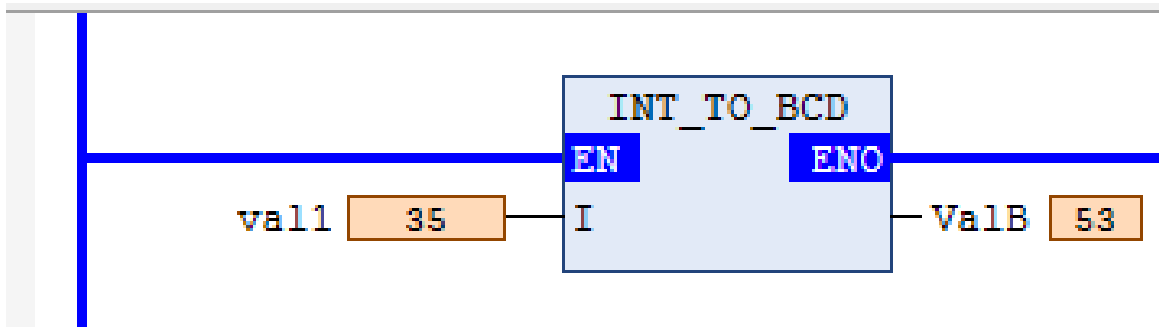 INT_TO_BCD
EN ENO
val1 35 I ValB 53